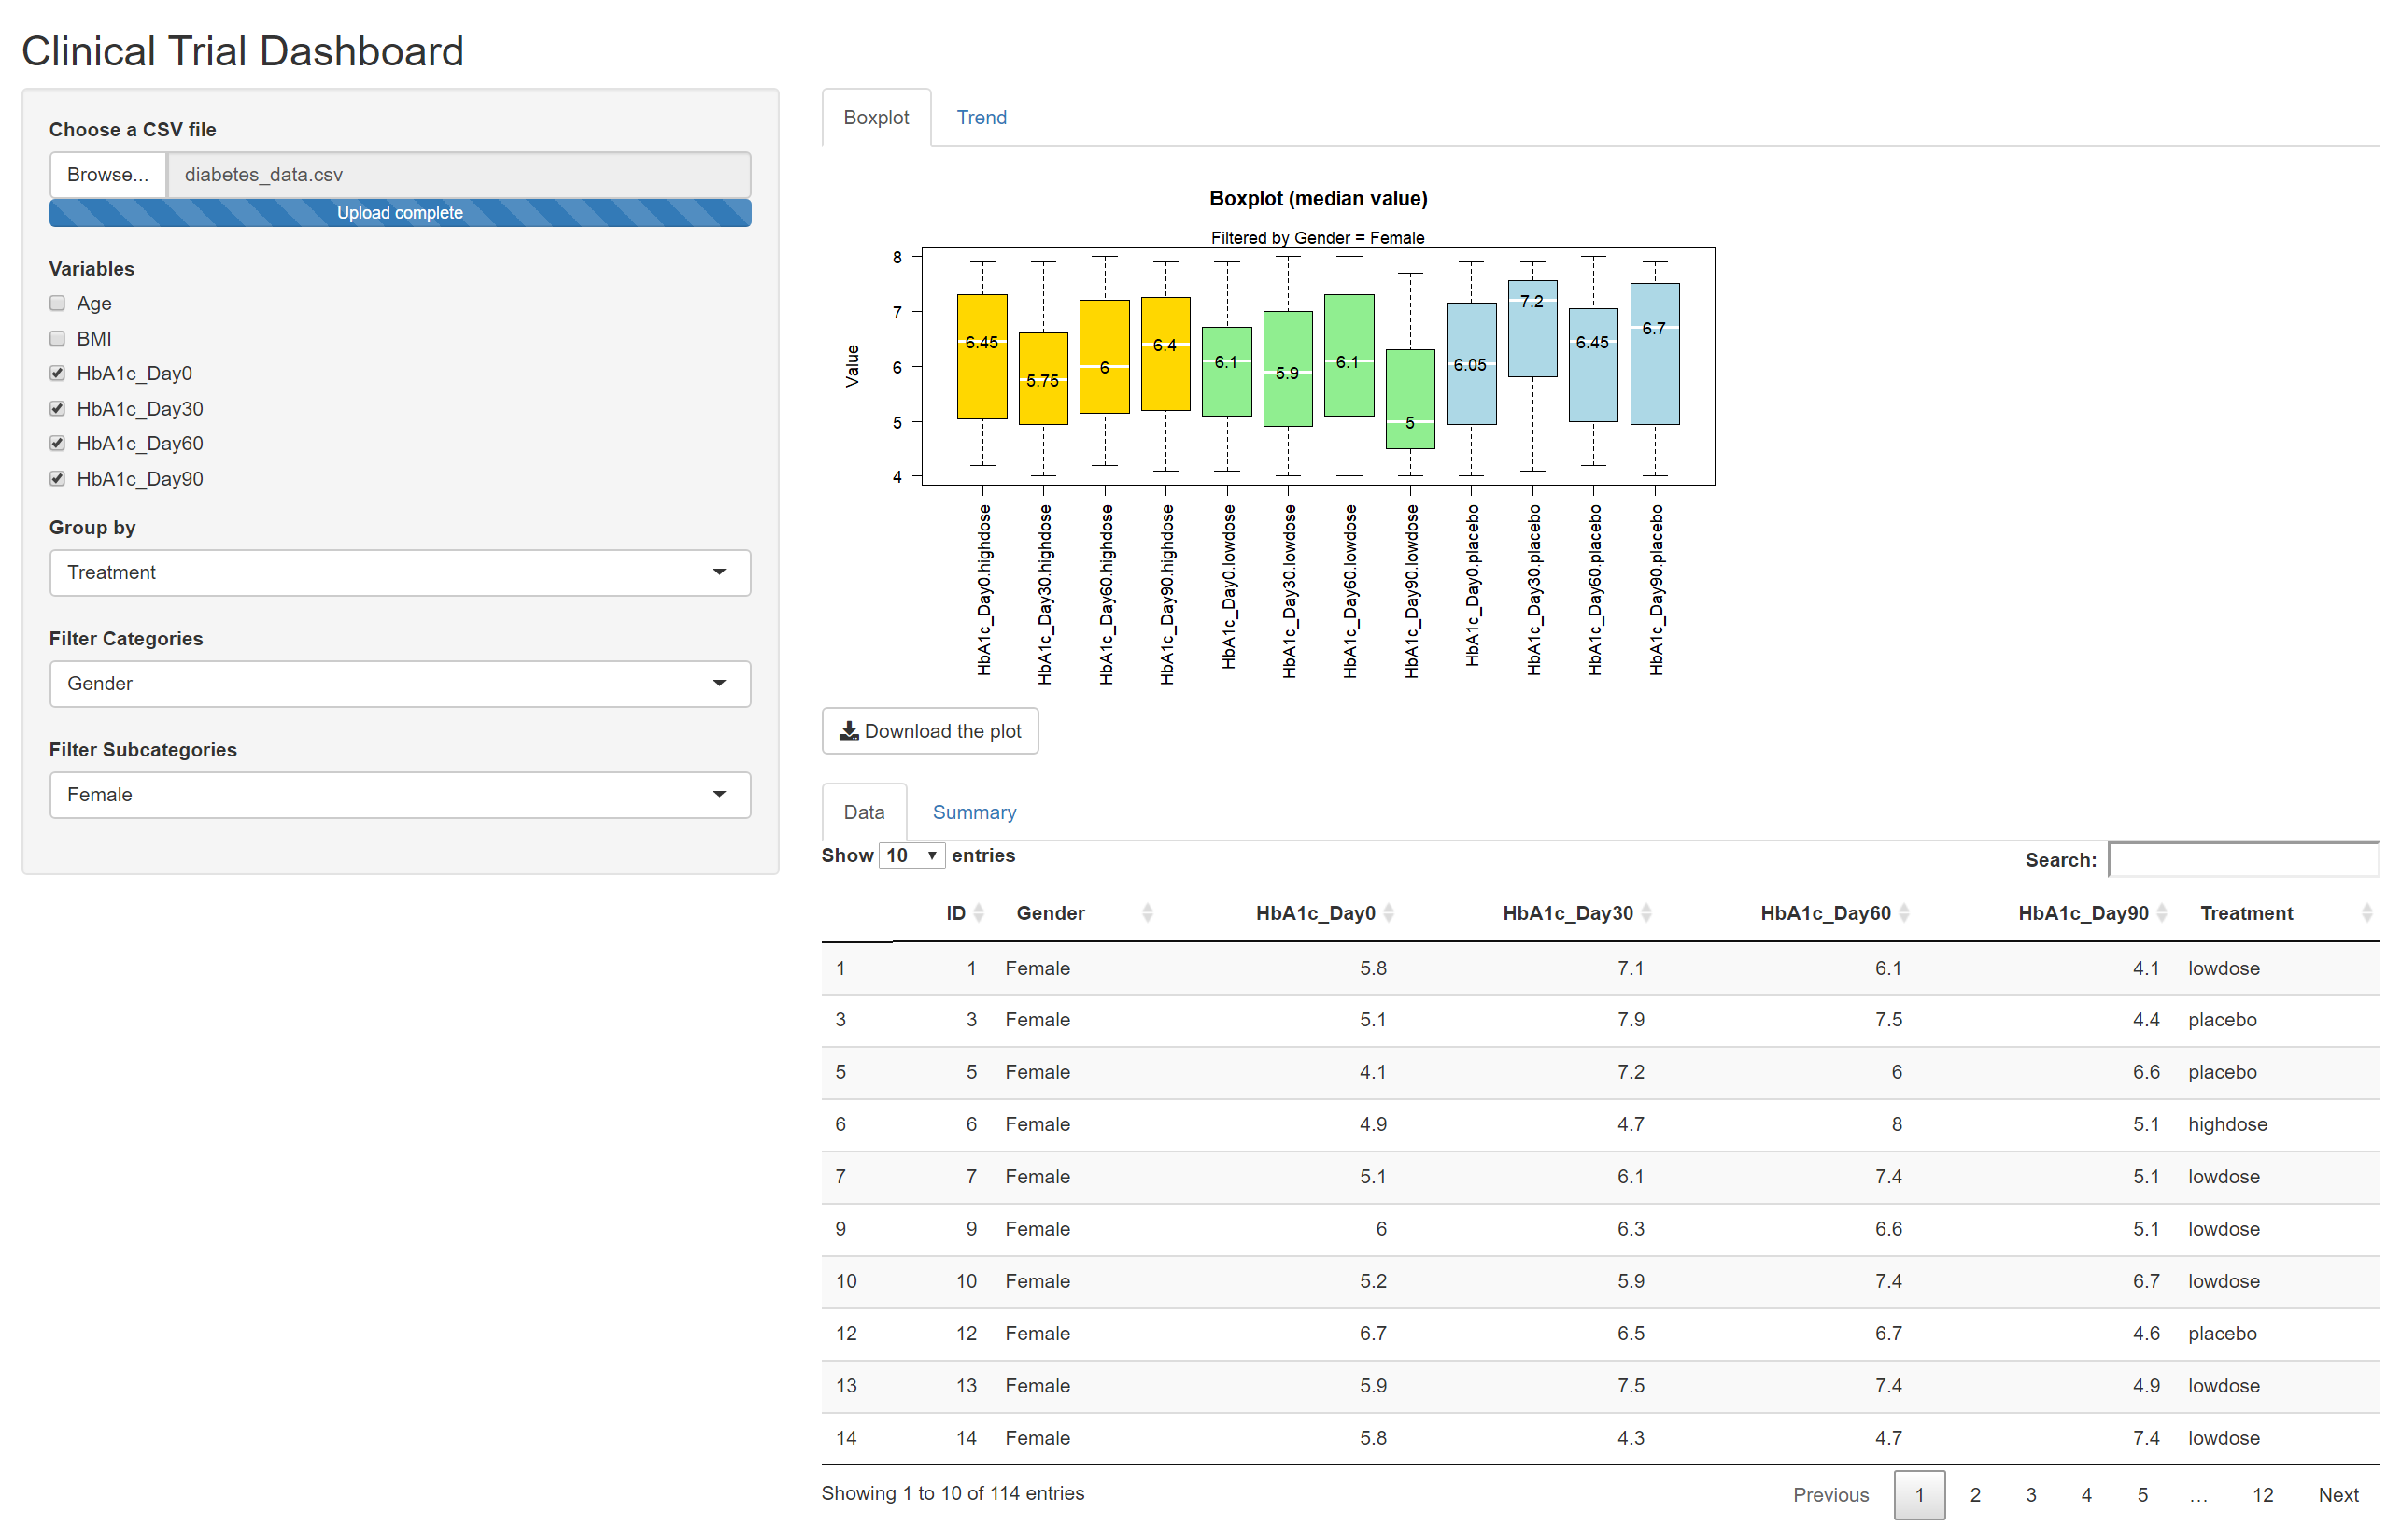 Clinical Trial Dashboard
Choose a CSV file
Browse... diabetes_data.csv
Upload complete
Variables
Age
BMI
HbA1c_Day0
HbA1c_Day30
HbA1c_Day60
HbA1c_Day90
Group by
Treatment
Filter Categories
Gender
Filter Subcategories
Female
Boxplot Trend
Boxplot (median value)
Filtered by Gender = Female
Value
8
7
6
5
4
6.45 5.75 6 6.4 6.1 5.9 6.1 5 6.05 7.2 6.45 6.7
HbA1c_Day0.highdose
HbA1c_Day30.highdose
HbA1c_Day60.highdose
HbA1c_Day90.highdose
HbA1c_Day0.lowdose
HbA1c_Day30.lowdose
HbA1c_Day60.lowdose
HbA1c_Day90.lowdose
HbA1c_Day0.placebo
HbA1c_Day30.placebo
HbA1c_Day60.placebo
HbA1c_Day90.placebo
Download the plot
Data Summary
Show 10 entries Search:
ID Gender HbA1c_Day0 HbA1c_Day30 HbA1c_Day60 HbA1c_Day90 Treatment
1 1 Female 5.8 7.1 6.1 4.1 lowdose
3 3 Female 5.1 7.9 7.5 4.4 placebo
5 5 Female 4.1 7.2 6 6.6 placebo
6 6 Female 4.9 4.7 8 5.1 highdose
7 7 Female 5.1 6.1 7.4 5.1 lowdose
9 9 Female 6 6.3 6.6 5.1 lowdose
10 10 Female 5.2 5.9 7.4 6.7 lowdose
12 12 Female 6.7 6.5 6.7 4.6 placebo
13 13 Female 5.9 7.5 7.4 4.9 lowdose
14 14 Female 5.8 4.3 4.7 7.4 lowdose
Showing 1 to 10 of 114 entries Previous 1 2 3 4 5 … 12 Next